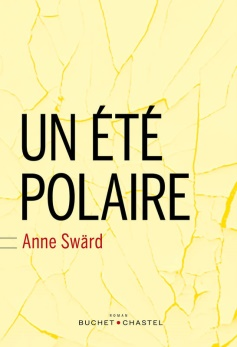 UN ÉTÉ
POLAIRE
Anne Swärd
ROMAN
BUCHET • CHASTEL